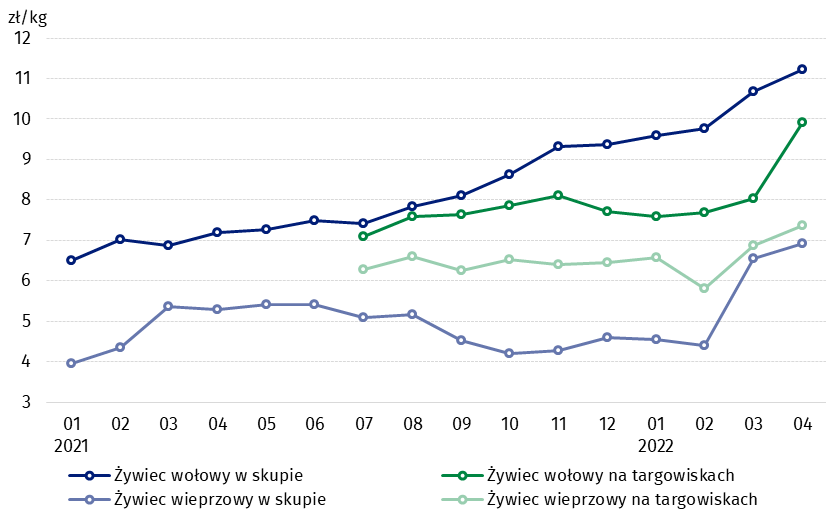 zł/kg
12
11
10
9
8
7
6
5
4
3
01 02 03 04 05 06 07 08 09 10 11 12 01 02 03 04
2021 2022
Żywiec wołowy w skupie Żywiec wołowy na targowiskach
Żywiec wieprzowy w skupie Żywiec wieprzowy na targowiskach